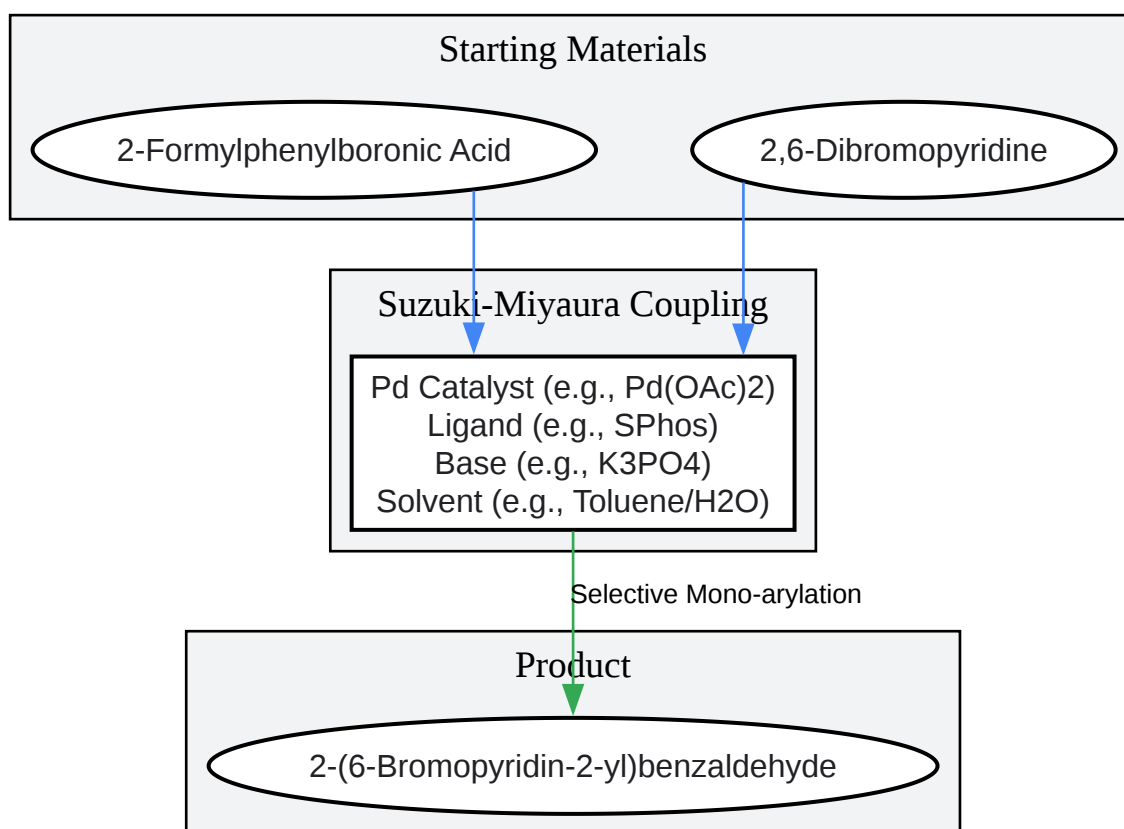 Starting Materials
2-Formylphenylboronic Acid
2,6-Dibromopyridine
Suzuki-Miyaura Coupling
Pd Catalyst (e.g., Pd(OAc)2)
Ligand (e.g., SPhos)
Base (e.g., K3PO4)
Solvent (e.g., Toluene/H2O)
Selective Mono-arylation
Product
2-(6-Bromopyridin-2-yl)benzaldehyde